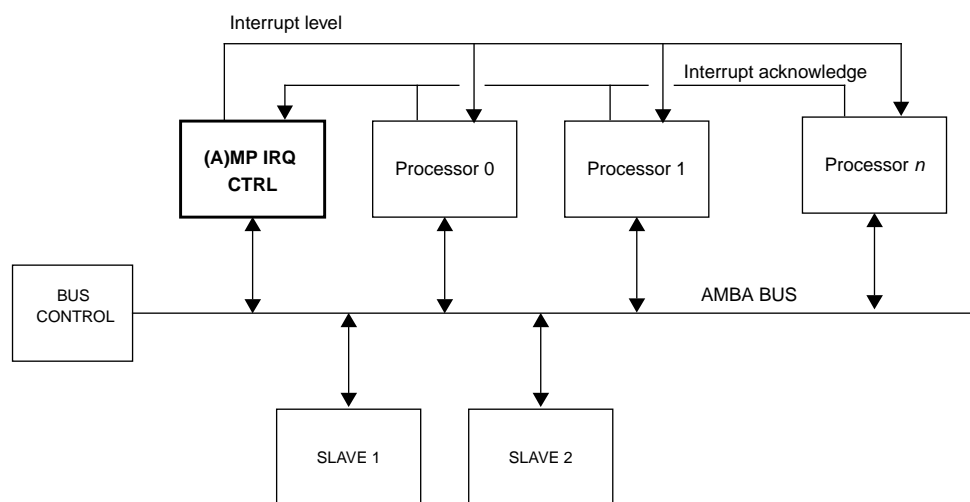 Interrupt level
Interrupt acknowledge
(A)MP IRQ
CTRL
Processor 0
Processor 1
Processor n
BUS
CONTROL
AMBA BUS
SLAVE 1
SLAVE 2